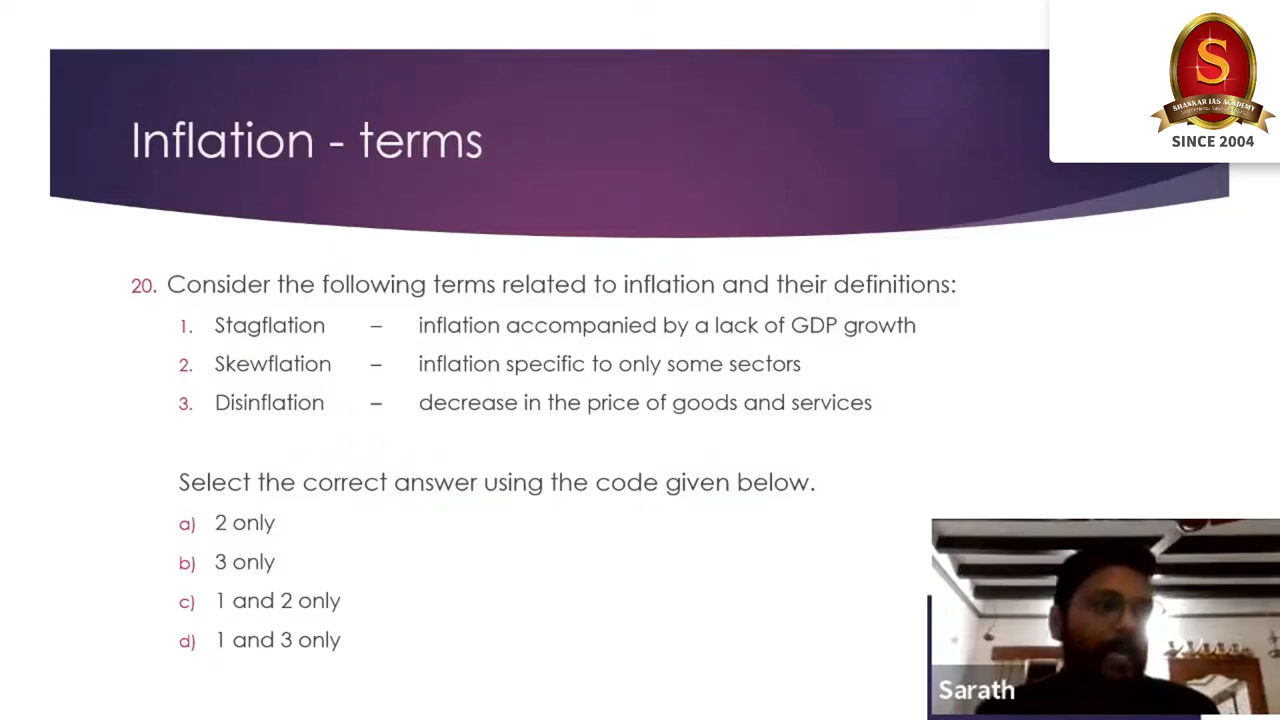 S
SHANKAR IAS ACADEMY
SINCE 2004
Inflation - terms
20. Consider the following terms related to inflation and their definitions:
1. Stagflation – inflation accompanied by a lack of GDP growth
2. Skewflation – inflation specific to only some sectors
3. Disinflation – decrease in the price of goods and services
Select the correct answer using the code given below.
a) 2 only
b) 3 only
c) 1 and 2 only
d) 1 and 3 only
Sarath